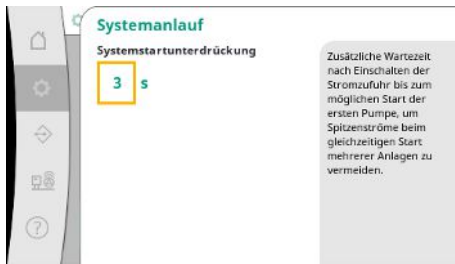 Systemanlauf
Systemstartunterdrückung
3 s
Zusätzliche Wartezeit
nach Einschalten der
Stromzufuhr bis zum
möglichen Start der
ersten Pumpe, um
Spitzenströme beim
gleichzeitigen Start
mehrerer Anlagen zu
vermeiden.
?